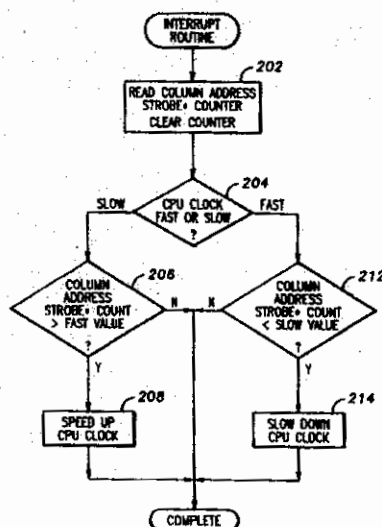 INTERRUPT
ROUTINE
202
READ COLUMN ADDRESS
STROBE* COUNTER
CLEAR COUNTER
204
CPU CLOCK
FAST OR SLOW
?
SLOW
FAST
206
COLUMN
ADDRESS
STROBE* COUNT
> FAST VALUE
?
N
Y
212
COLUMN
ADDRESS
STROBE* COUNT
< SLOW VALUE
?
N
Y
208
SPEED UP
CPU CLOCK
214
SLOW DOWN
CPU CLOCK
COMPLETE